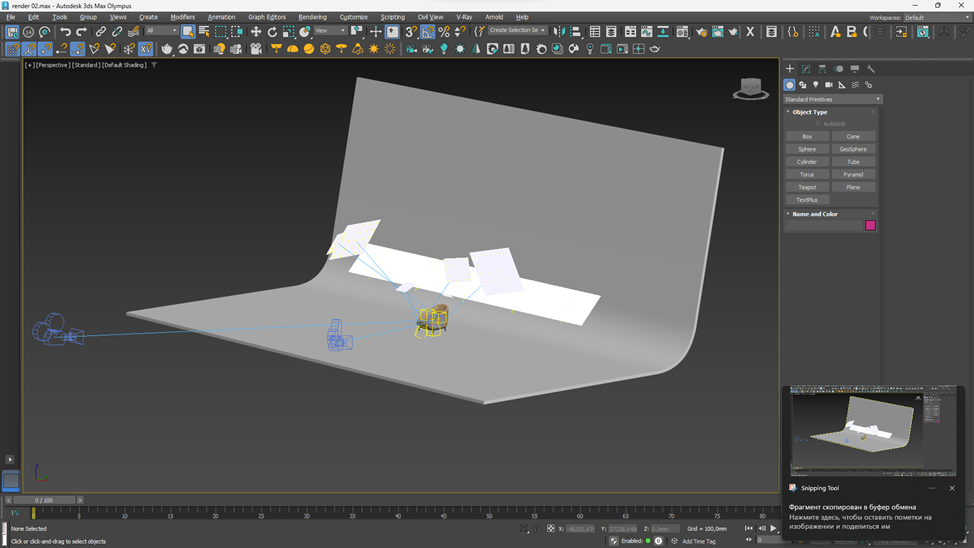 render 02.max - Autodesk 3ds Max Olympus
File Edit Tools Group Views Create Modifiers Animation Graph Editors Rendering Customize Scripting Civil View V-Ray Arnold Help
Workspaces: Default
All
View
Create Selection Se
[+] [Perspective] [Standard] [Default Shading]
Standard Primitives
Object Type
AutoGrid
Box Cone
Sphere GeoSphere
Cylinder Tube
Torus Pyramid
Teapot Plane
TextPlus
Name and Color
Snipping Tool
Фрагмент скопирован в буфер обмена
Нажмите здесь, чтобы оставить пометки на
изображении и поделиться им
0 / 100
0 5 10 15 20 25 30 35 40 45 50 55 60 65 70 75 80
None Selected
X: Y: Z: 0,0mm Grid = 100,0mm
Click or click-and-drag to select objects
Enabled: Add Time Tag
0